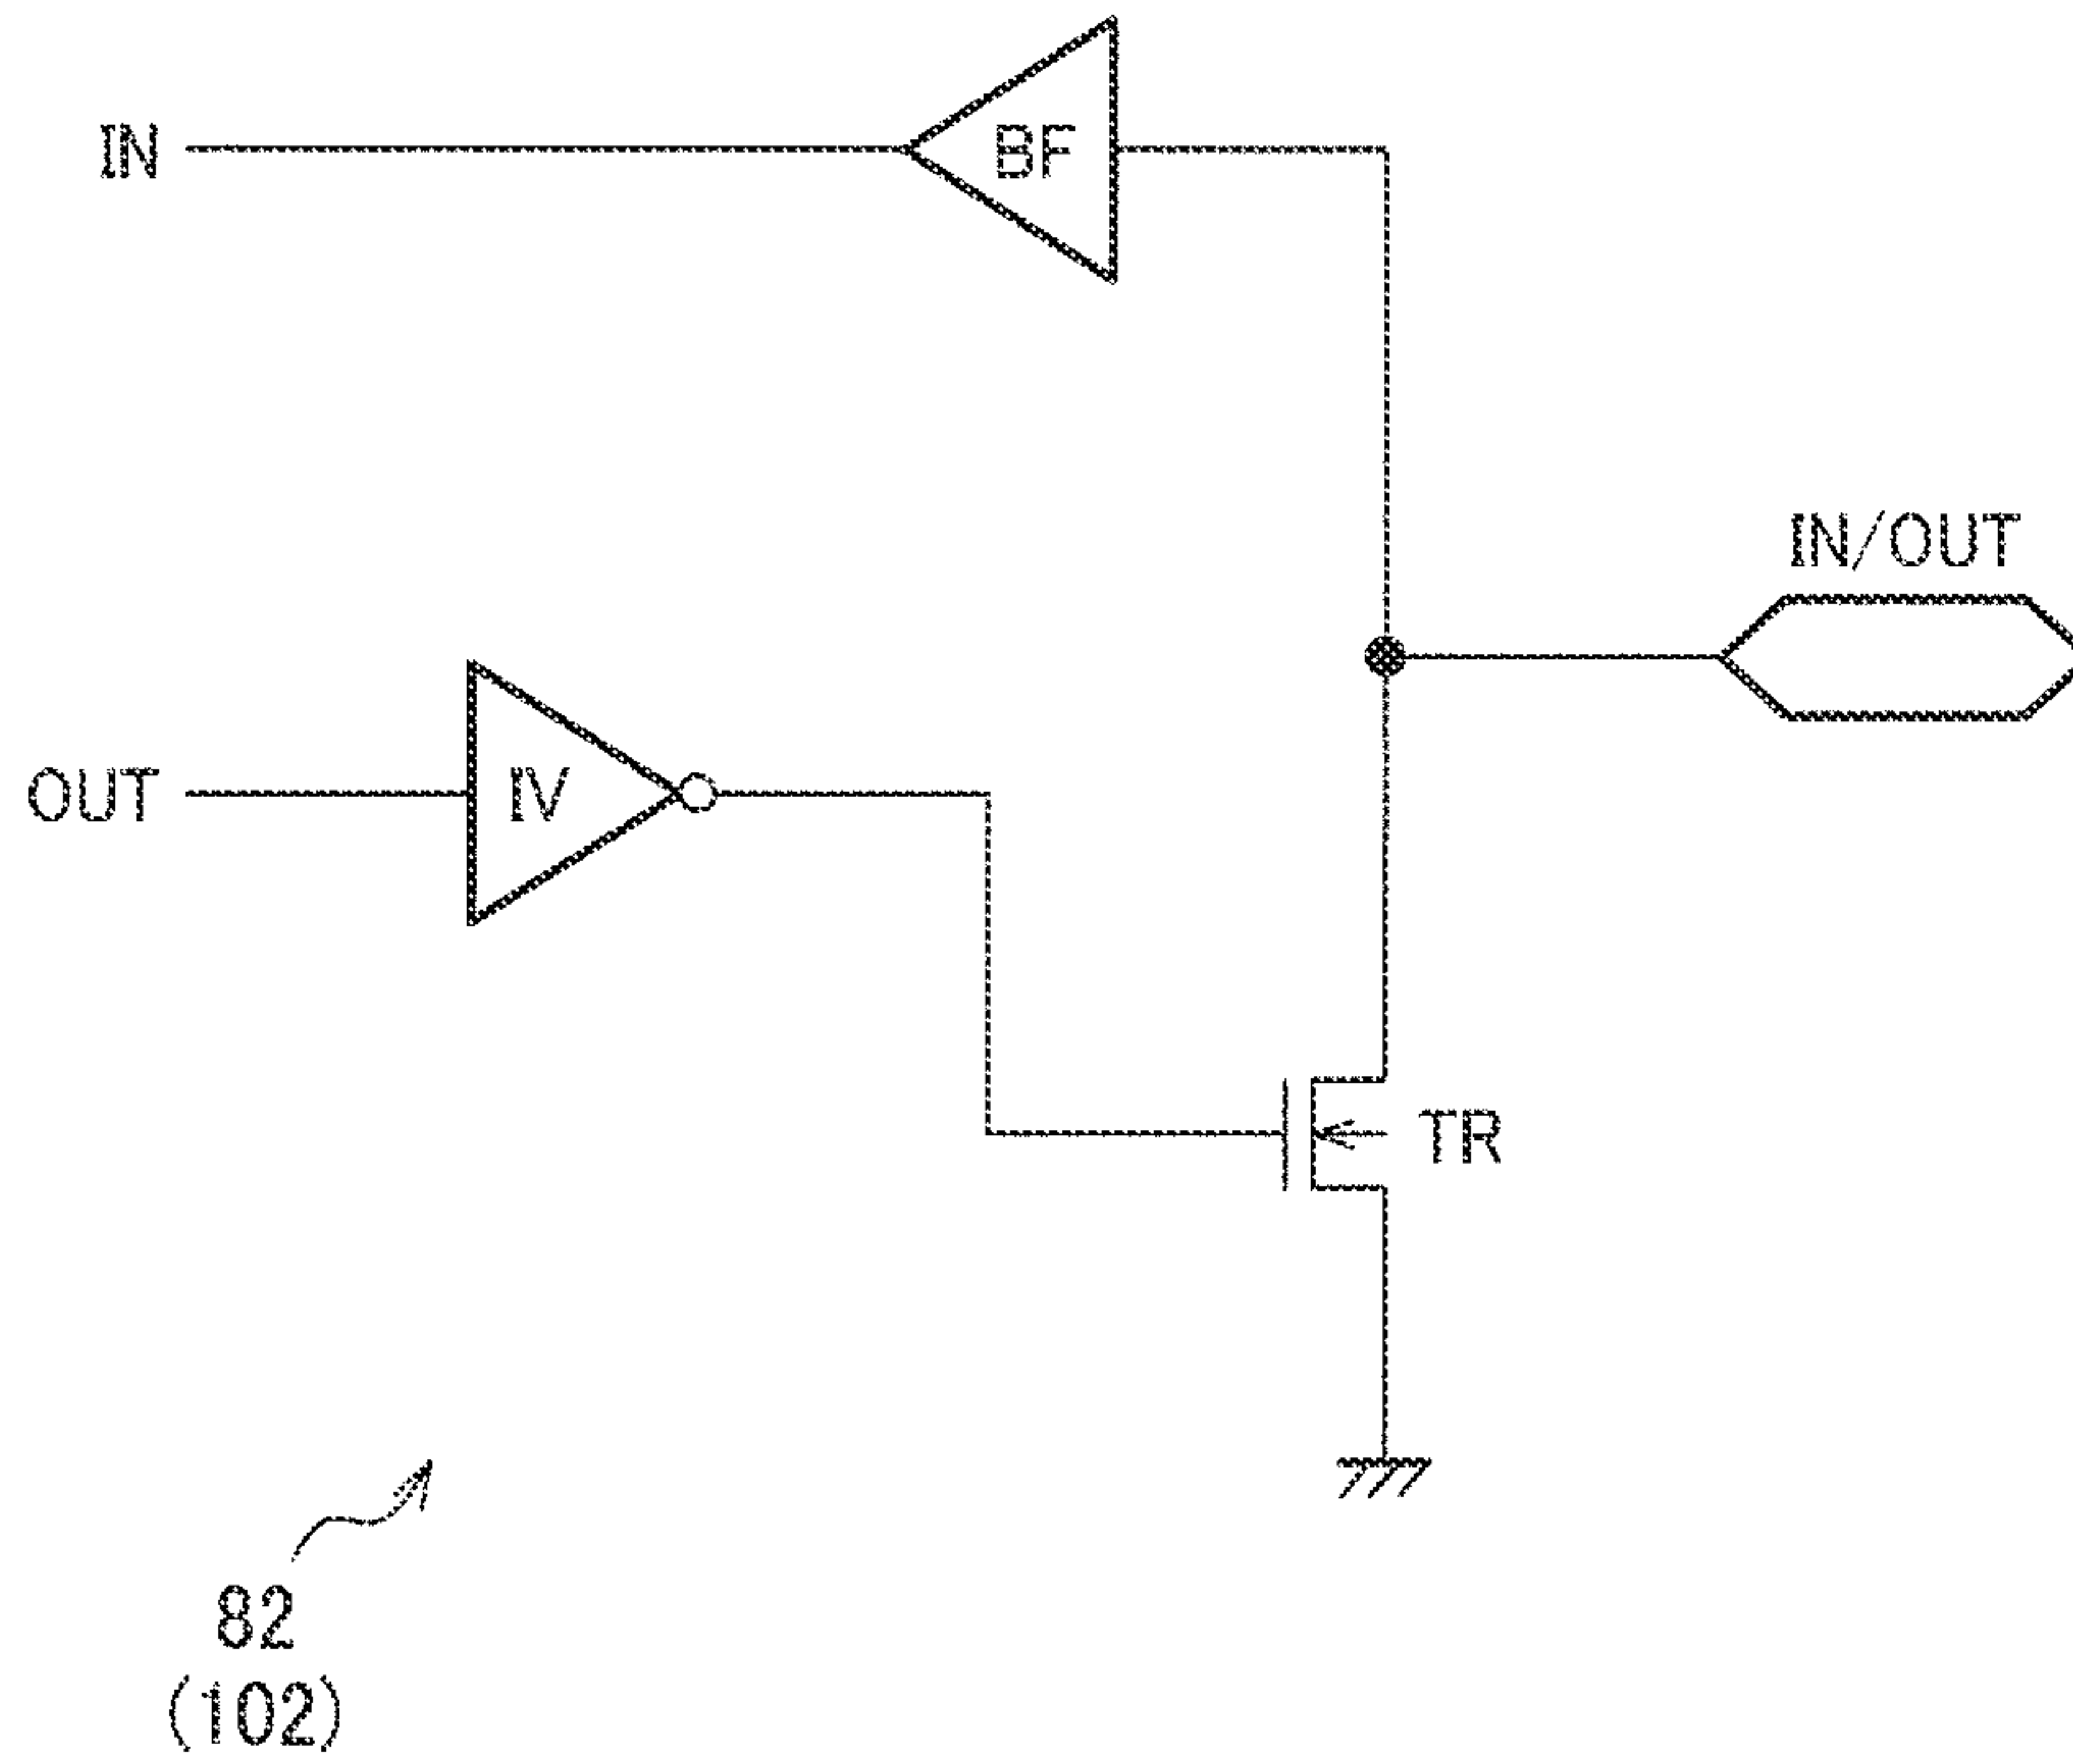 IN
BF
IN/OUT
OUT
IV
TR
82
(102)